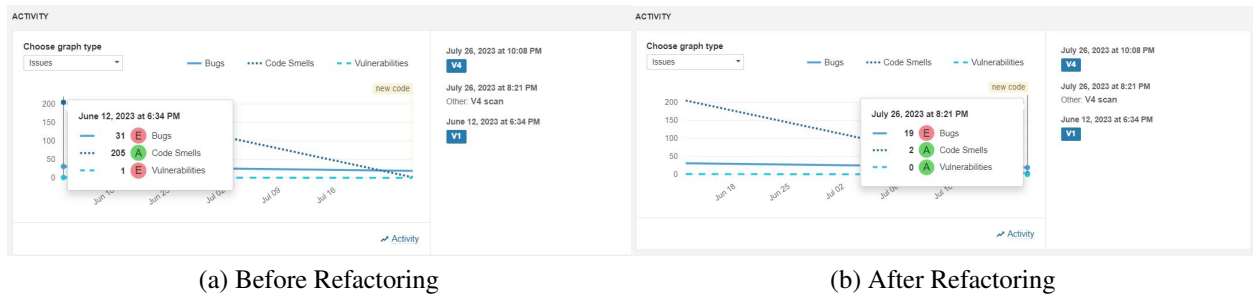 ACTIVITY
Choose graph type
Issues
Bugs
Code Smells
Vulnerabilities
new code
200
150
100
50
0
June 12, 2023 at 6:34 PM
31 E Bugs
205 A Code Smells
1 E Vulnerabilities
Jul 02
Jul 09
Jul 16
Activity
July 26, 2023 at 10:08 PM
V4
July 26, 2023 at 8:21 PM
Other: V4 scan
June 12, 2023 at 6:34 PM
V1
(a) Before Refactoring
ACTIVITY
Choose graph type
Issues
Bugs
Code Smells
Vulnerabilities
new code
200
150
100
50
0
July 26, 2023 at 8:21 PM
19 E Bugs
2 A Code Smells
0 A Vulnerabilities
Jun 18
Jun 25
Jul 02
Activity
July 26, 2023 at 10:08 PM
V4
July 26, 2023 at 8:21 PM
Other: V4 scan
June 12, 2023 at 6:34 PM
V1
(b) After Refactoring